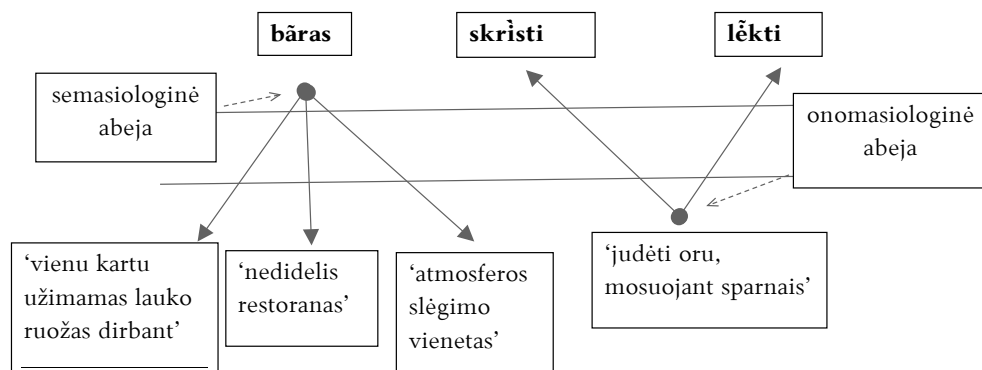 bãras
skrìsti
lė̃kti
semasiologinė
abeja
onomasiologinė
abeja
‘vienu kartu
užimamas lauko
ruožas dirbant’
‘nedidelis
restoranas’
‘atmosferos
slėgimo
vienetas’
‘judėti oru,
mosuojant sparnais’